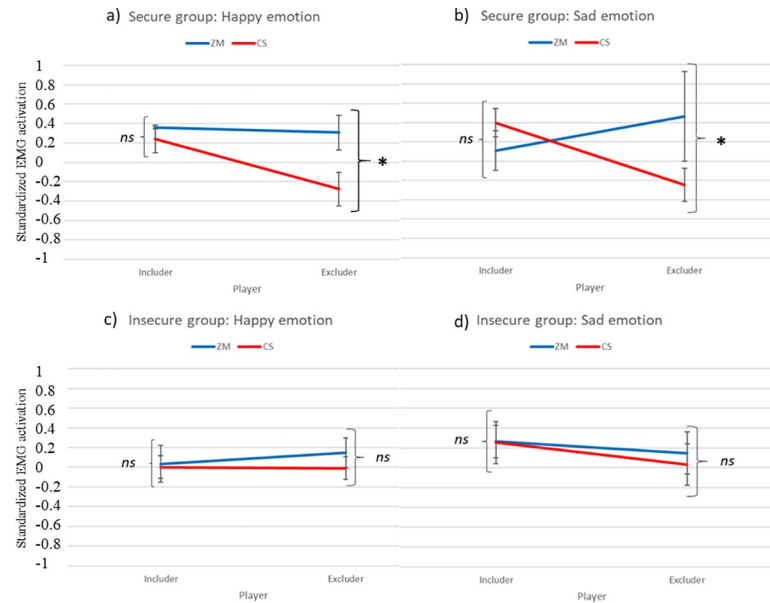 a) Secure group: Happy emotion
ZM CS
Standardized EMG activation
1
0.8
0.6
0.4
0.2
0
-0.2
-0.4
-0.6
-0.8
-1
ns
*
Includer Excluder
Player
b) Secure group: Sad emotion
ZM CS
ns
*
Includer Excluder
Player
c) Insecure group: Happy emotion
ZM CS
Standardized EMG activation
1
0.8
0.6
0.4
0.2
0
-0.2
-0.4
-0.6
-0.8
-1
ns
ns
Includer Excluder
Player
d) Insecure group: Sad emotion
ZM CS
ns
ns
Includer Excluder
Player